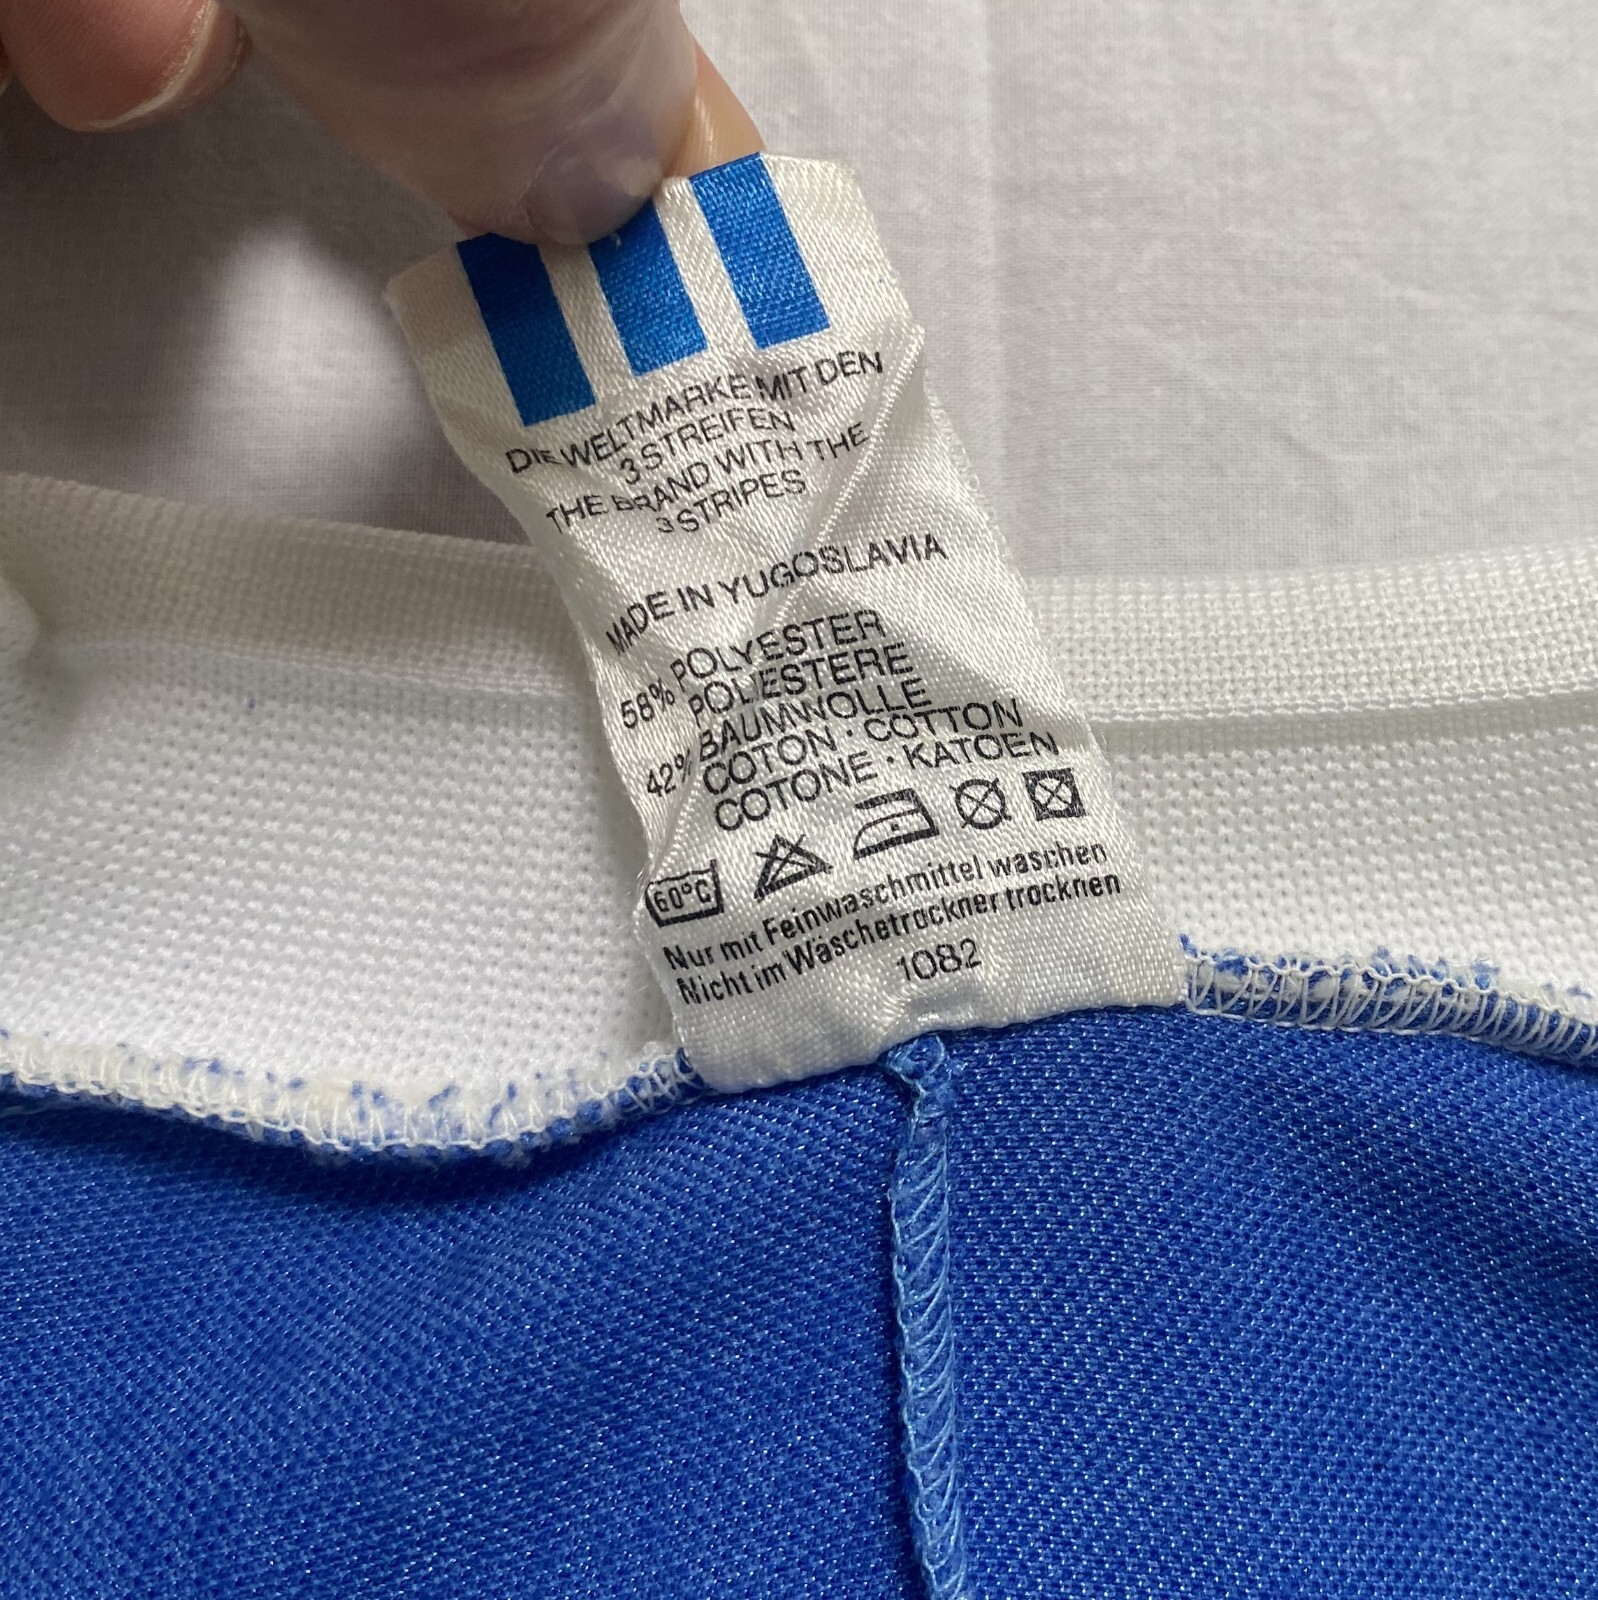 DIE WELTMARKE MIT DEN
3 STREIFEN
THE BRAND WITH THE
3 STRIPES
MADE IN YUGOSLAVIA
58% POLYESTER
POLIESTERE
42% BAUMWOLLE
COTON · COTTON
COTONE · KATOEN
60°C
Nur mit Feinwaschmittel waschen
Nicht im Wäschetrockner trocknen
1082